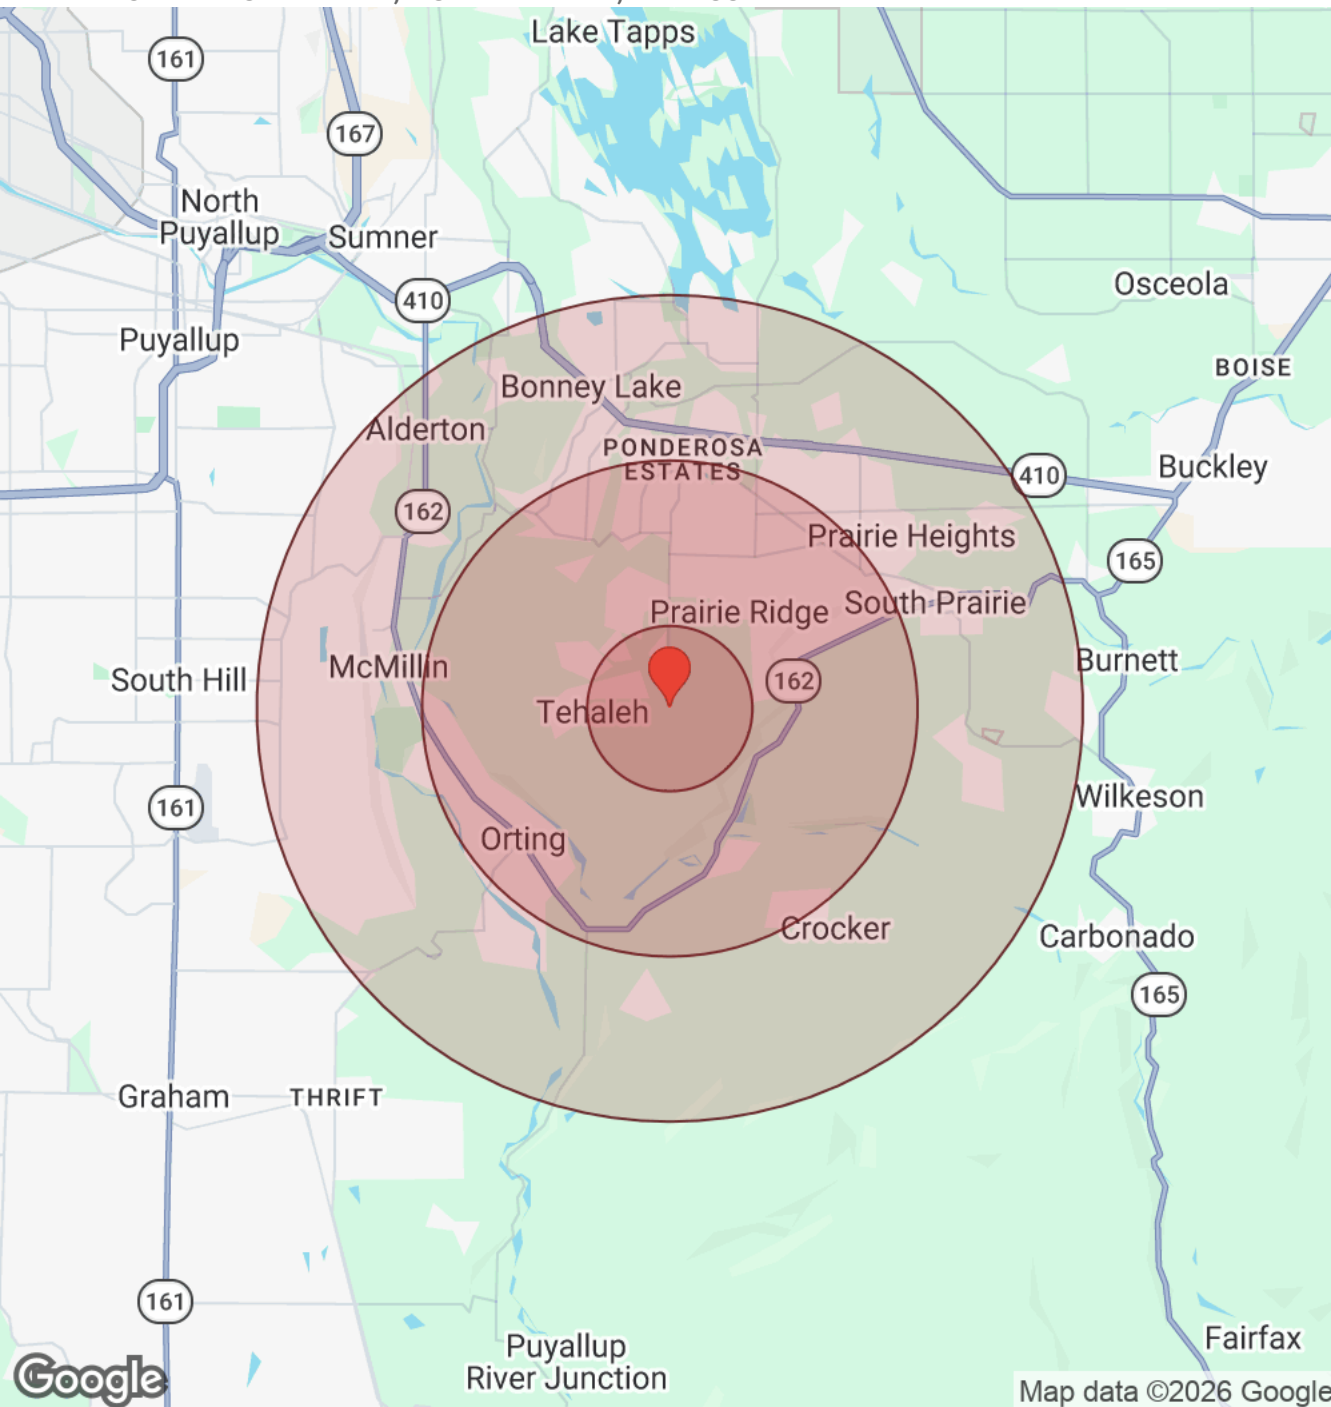 Lake Tapps
161
167
North
Puyallup
Sumner
Osceola
410
Puyallup
BOISE
Bonney Lake
Alderton
PONDEROSA
ESTATES
410
Buckley
162
Prairie Heights
165
South Prairie
Prairie Ridge
McMillin
Burnett
South Hill
162
Tehaleh
Wilkeson
161
Orting
Crocker
Carbonado
165
Graham
THRIFT
161
Puyallup
River Junction
Fairfax
Google
Map data ©2026 Google